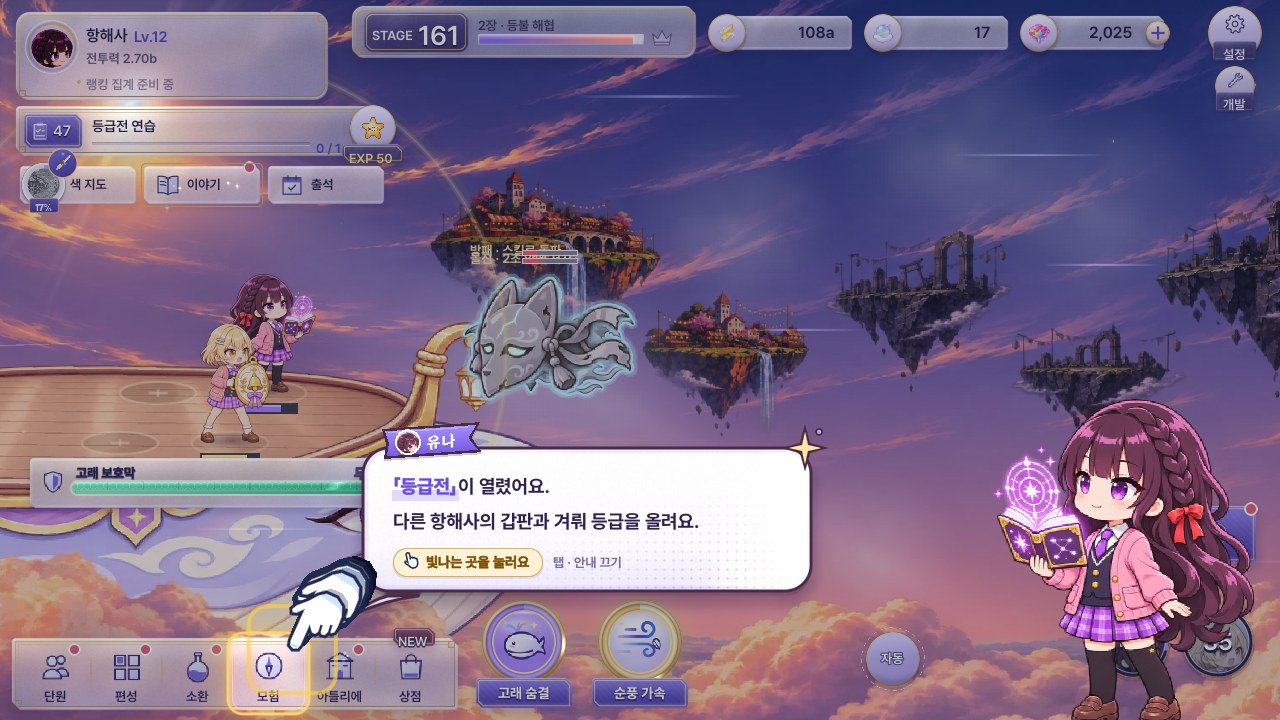 항해사 Lv.12
전투력 2.70b
* 랭킹 집계 준비 중
STAGE 161
2장 · 등불 해협
108a
17
2,025
설정
개발
47
등급전 연습
0 / 1
EXP 50
색 지도
17%
이야기
출석
고래 보호막
유나
『등급전』이 열렸어요.
다른 항해사의 갑판과 겨뤄 등급을 올려요.
빛나는 곳을 눌러요
탭 · 안내 끄기
단원
편성
소환
모험
아틀리에
NEW
상점
고래 숨결
순풍 가속
자동